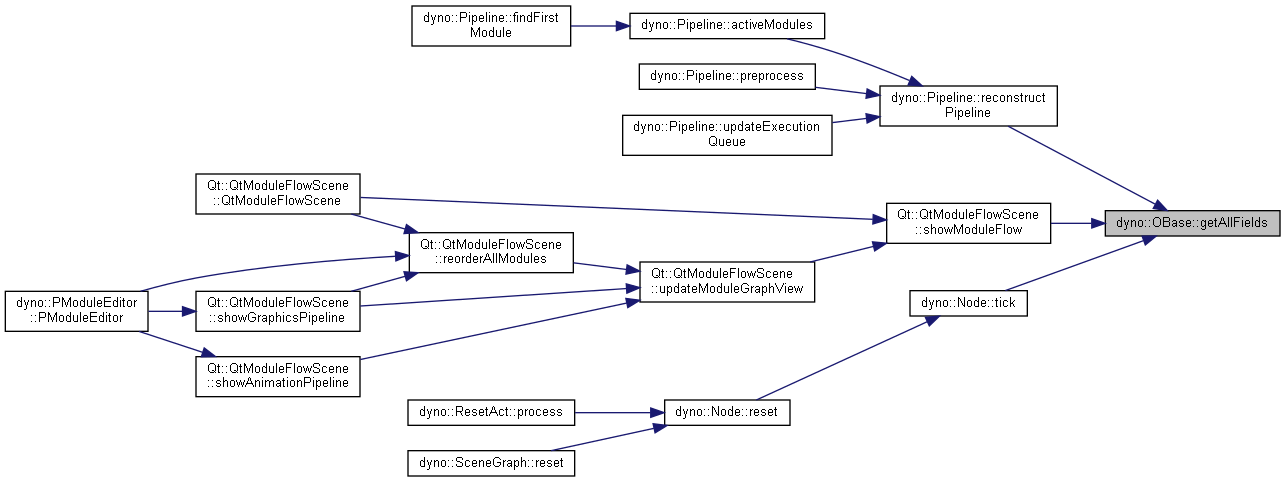 dyno::Pipeline::findFirst
Module
dyno::Pipeline::activeModules
dyno::Pipeline::preprocess
dyno::Pipeline::reconstruct
Pipeline
dyno::Pipeline::updateExecution
Queue
Qt::QtModuleFlowScene
::QtModuleFlowScene
Qt::QtModuleFlowScene
::showModuleFlow
dyno::OBase::getAllFields
Qt::QtModuleFlowScene
::reorderAllModules
Qt::QtModuleFlowScene
::updateModuleGraphView
dyno::PModuleEditor
::PModuleEditor
Qt::QtModuleFlowScene
::showGraphicsPipeline
dyno::Node::tick
Qt::QtModuleFlowScene
::showAnimationPipeline
dyno::ResetAct::process
dyno::Node::reset
dyno::SceneGraph::reset